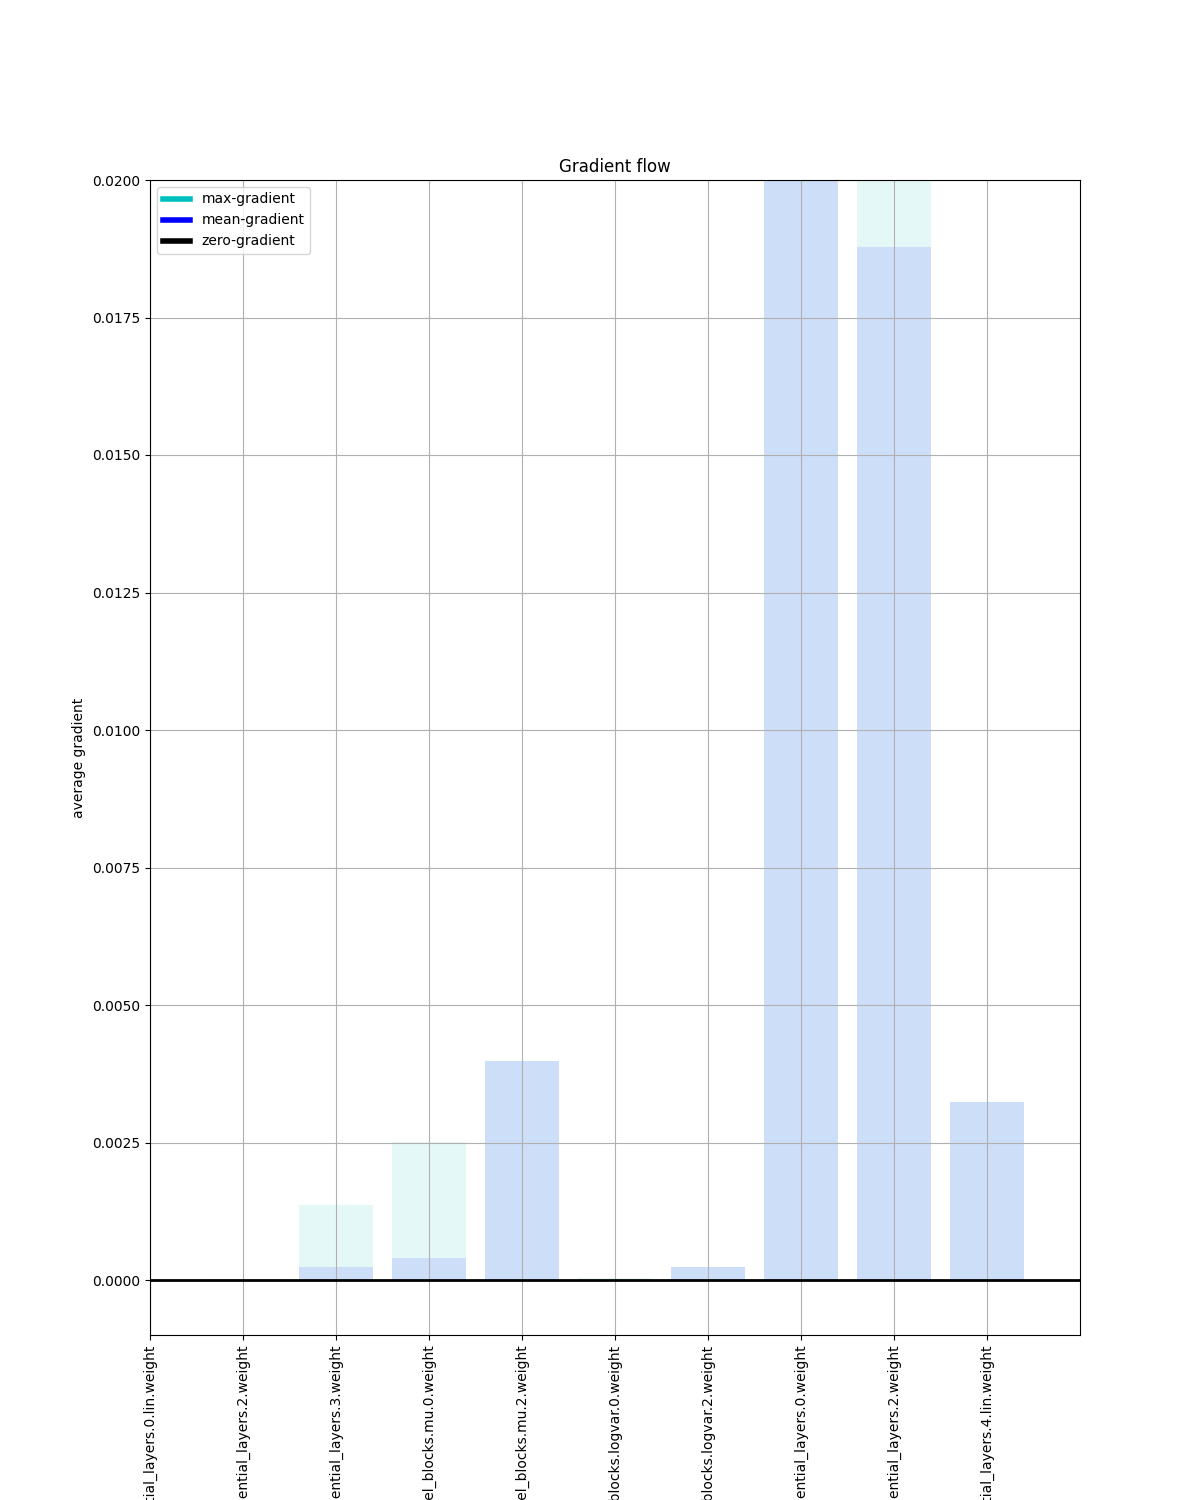 Gradient flow
max-gradient
mean-gradient
zero-gradient
0.0200
0.0175
0.0150
0.0125
0.0100
0.0075
0.0050
0.0025
0.0000
average gradient
tial_layers.0.lin.weight
ential_layers.2.weight
ential_layers.3.weight
el_blocks.mu.0.weight
el_blocks.mu.2.weight
blocks.logvar.0.weight
blocks.logvar.2.weight
ential_layers.0.weight
ential_layers.2.weight
tial_layers.4.lin.weight